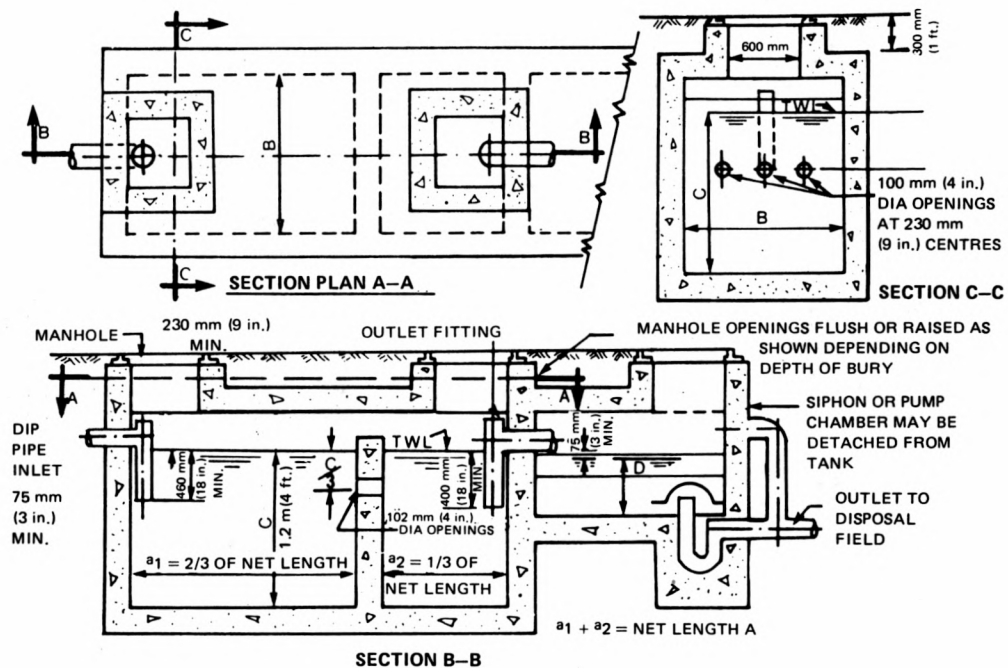 C
B
B
B
C
SECTION PLAN A–A
600 mm
300 mm
(1 ft.)
TWL
C
B
100 mm (4 in.)
DIA OPENINGS
AT 230 mm
(9 in.) CENTRES
SECTION C–C
MANHOLE
230 mm (9 in.)
MIN.
OUTLET FITTING
MANHOLE OPENINGS FLUSH OR RAISED AS
SHOWN DEPENDING ON
DEPTH OF BURY
A
A
SIPHON OR PUMP
CHAMBER MAY BE
DETACHED FROM
TANK
DIP
PIPE
INLET
75 mm
(3 in.)
MIN.
460 mm
(18 in.)
MIN.
C
1.2 m (4 ft.)
C
3
TWL
400 mm
(18 in.)
MIN.
75 mm
(3 in.)
MIN.
D
102 mm (4 in.)
DIA OPENINGS
OUTLET TO
DISPOSAL
FIELD
a1 = 2/3 OF NET LENGTH
a2 = 1/3 OF
NET LENGTH
a1 + a2 = NET LENGTH A
SECTION B–B